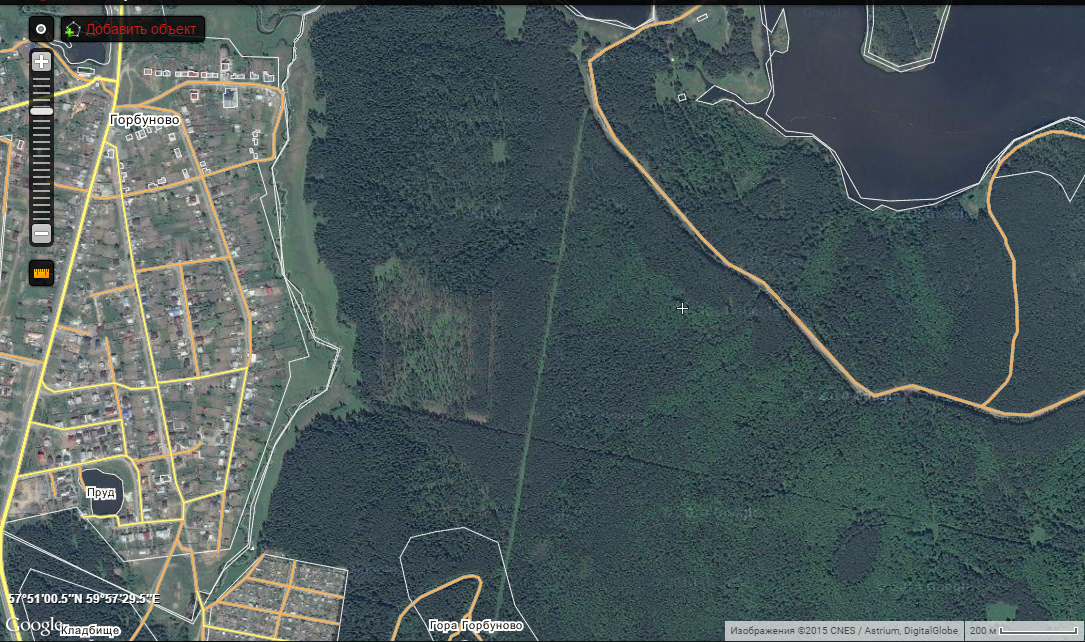 Добавить объект
Горбуново
Пруд
57°51'00.5"N 59°57'29.5"E
Google
Кладбище
Гора Горбуново
Изображения ©2015 CNES / Astrium, DigitalGlobe
200 м